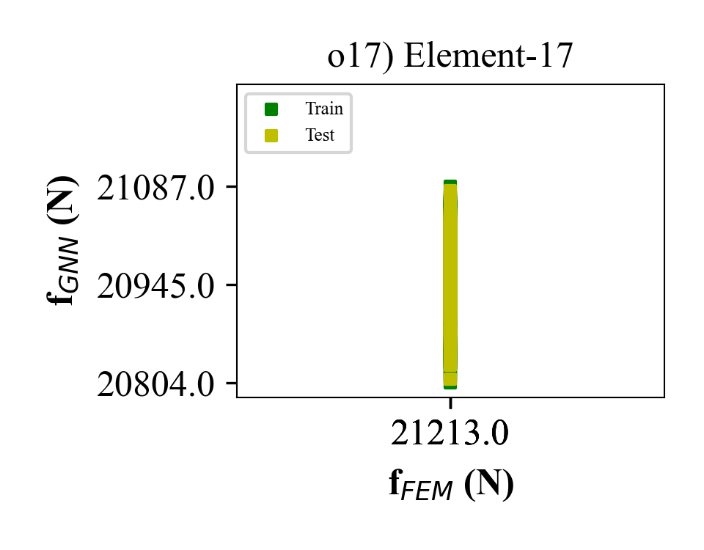 o17) Element-17
Train
Test
f_GNN (N)
21087.0
20945.0
20804.0
21213.0
f_FEM (N)